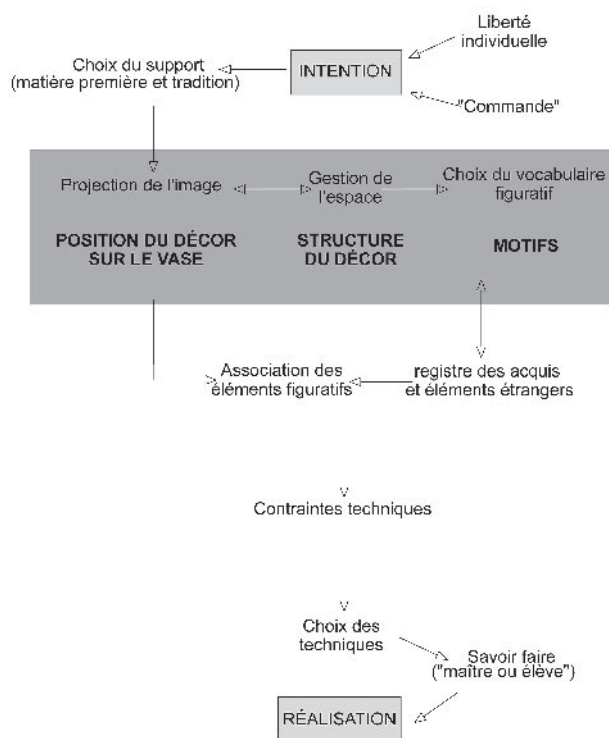 Liberté
individuelle
Choix du support
(matière première et tradition)
INTENTION
"Commande"
Projection de l'image
Gestion de
l'espace
Choix du vocabulaire
figuratif
POSITION DU DÉCOR
SUR LE VASE
STRUCTURE
DU DÉCOR
MOTIFS
Association des
éléments figuratifs
registre des acquis
et éléments étrangers
Contraintes techniques
Choix des
techniques
Savoir faire
("maître ou élève")
RÉALISATION